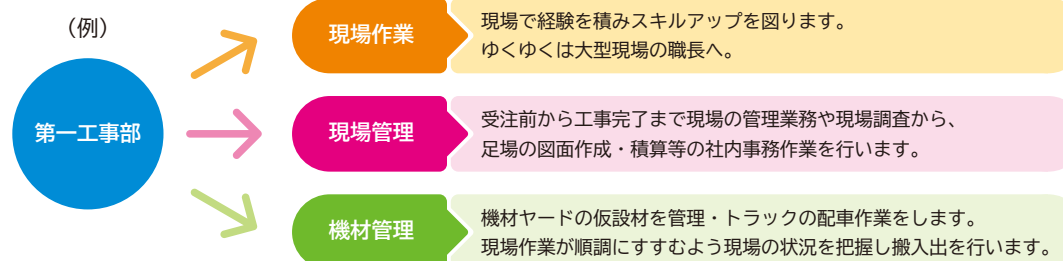 （例）
第一工事部
現場作業
現場で経験を積みスキルアップを図ります。
ゆくゆくは大型現場の職長へ。
現場管理
受注前から工事完了まで現場の管理業務や現場調査から、
足場の図面作成・積算等の社内事務作業を行います。
機材管理
機材ヤードの仮設材を管理・トラックの配車作業をします。
現場作業が順調にすすむよう現場の状況を把握し搬入出を行います。